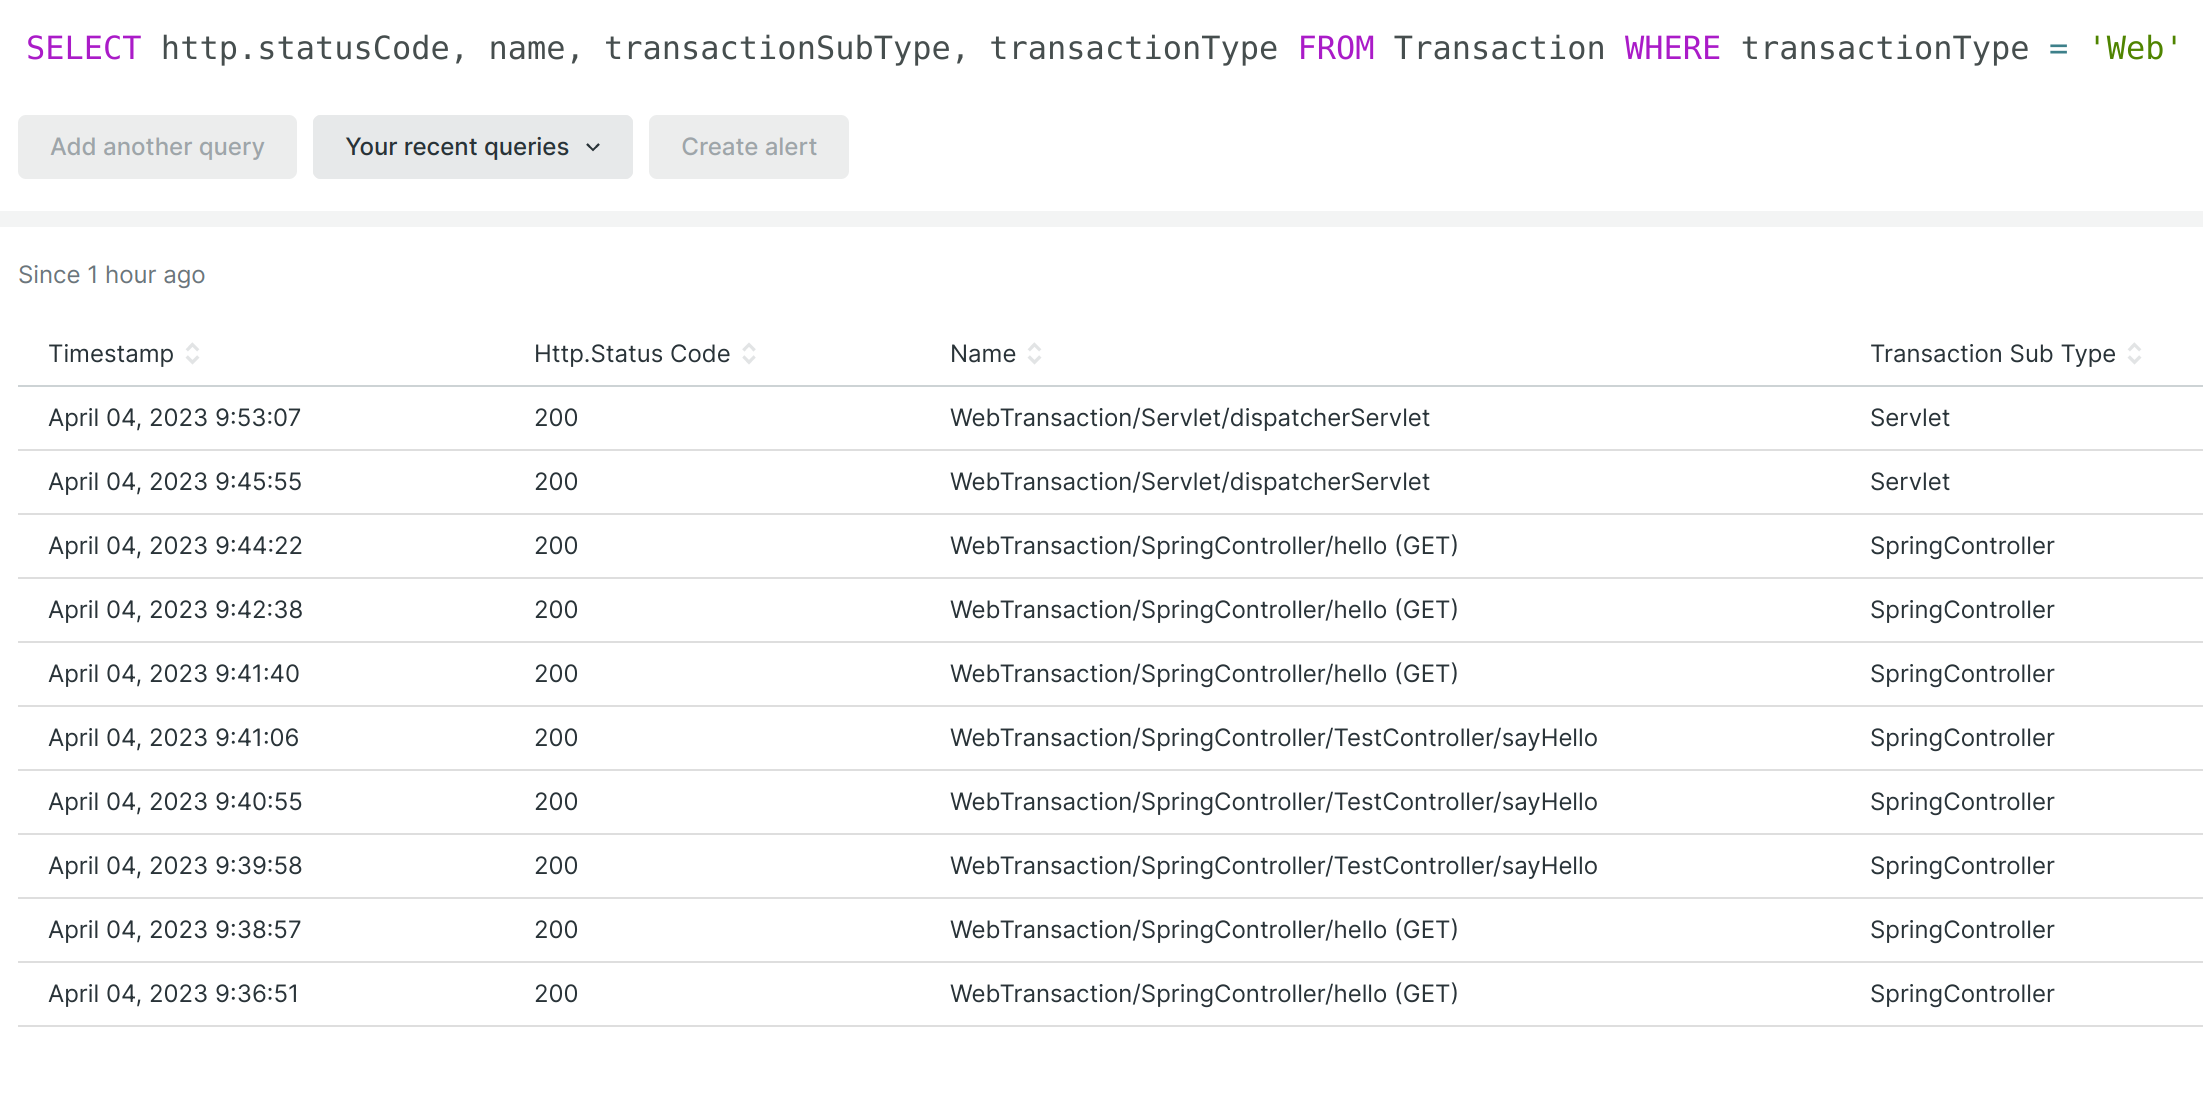 SELECT http.statusCode, name, transactionSubType, transactionType FROM Transaction WHERE transactionType = 'Web'
Add another query Your recent queries Create alert
Since 1 hour ago
Timestamp Http.Status Code Name Transaction Sub Type
April 04, 2023 9:53:07 200 WebTransaction/Servlet/dispatcherServlet Servlet
April 04, 2023 9:45:55 200 WebTransaction/Servlet/dispatcherServlet Servlet
April 04, 2023 9:44:22 200 WebTransaction/SpringController/hello (GET) SpringController
April 04, 2023 9:42:38 200 WebTransaction/SpringController/hello (GET) SpringController
April 04, 2023 9:41:40 200 WebTransaction/SpringController/hello (GET) SpringController
April 04, 2023 9:41:06 200 WebTransaction/SpringController/TestController/sayHello SpringController
April 04, 2023 9:40:55 200 WebTransaction/SpringController/TestController/sayHello SpringController
April 04, 2023 9:39:58 200 WebTransaction/SpringController/TestController/sayHello SpringController
April 04, 2023 9:38:57 200 WebTransaction/SpringController/hello (GET) SpringController
April 04, 2023 9:36:51 200 WebTransaction/SpringController/hello (GET) SpringController